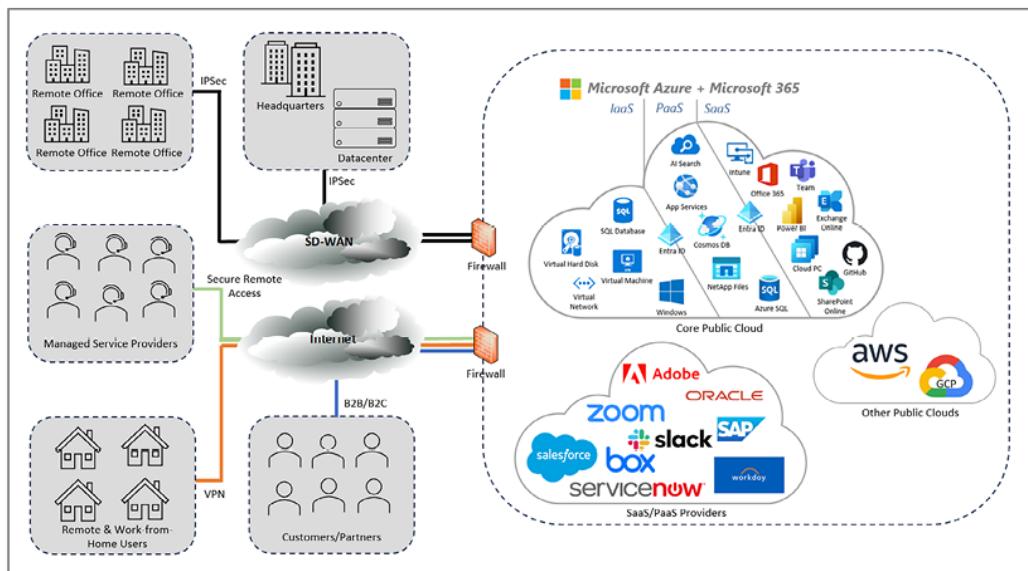 Remote Office
Remote Office
Remote Office
Remote Office
IPSec
Headquarters
Datacenter
IPSec
SD-WAN
Firewall
Managed Service Providers
Secure Remote
Access
Internet
Firewall
B2B/B2C
VPN
Remote & Work-from-
Home Users
Customers/Partners
Microsoft Azure + Microsoft 365
IaaS
PaaS
SaaS
AI Search
App Services
SQL
SQL Database
Entra ID
Cosmos DB
Virtual Hard Disk
Virtual Machine
Virtual
Network
Windows
NetApp Files
SQL
Azure SQL
Intune
Office 365
Team
Entra ID
Power BI
Exchange
Online
Cloud PC
GitHub
SharePoint
Online
Core Public Cloud
aws
GCP
Other Public Clouds
Adobe
ORACLE
zoom
slack
SAP
salesforce
box
workday
servicenow
SaaS/PaaS Providers